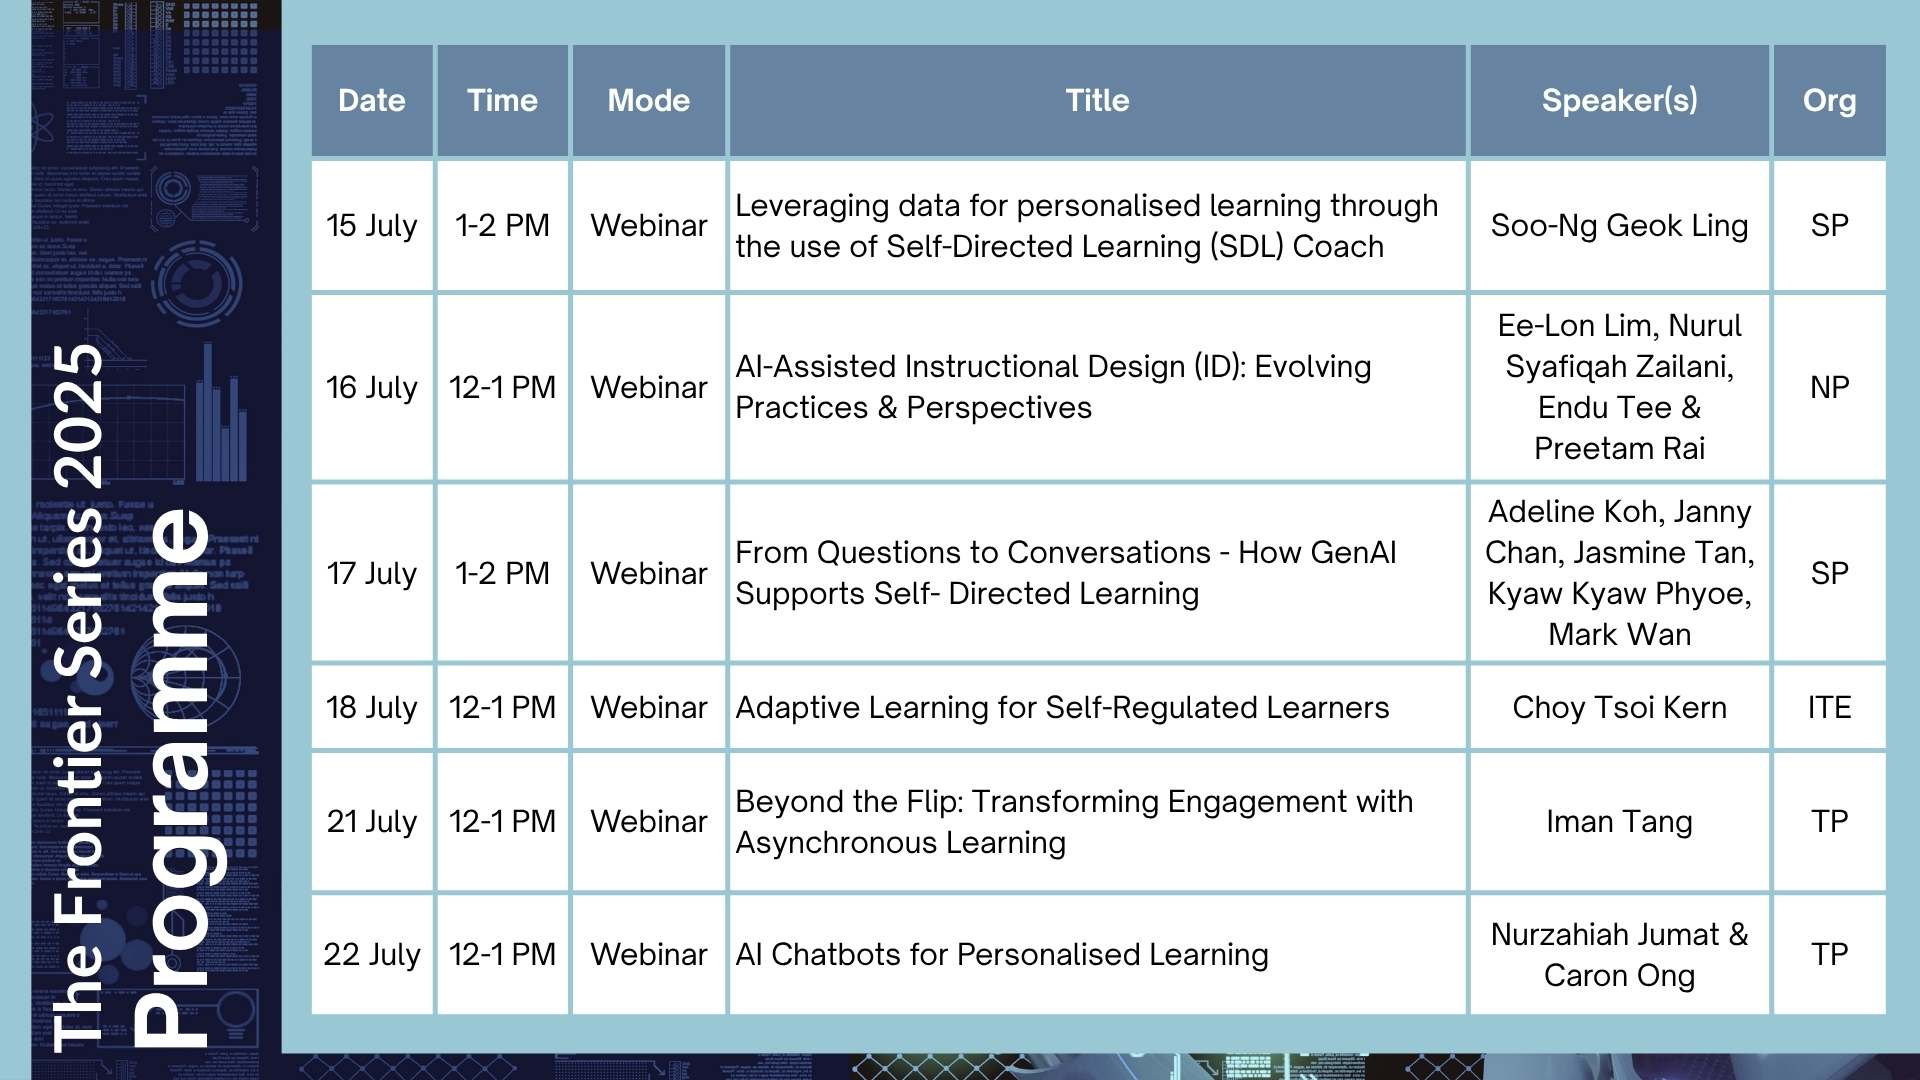 The Frontier Series 2025
Programme
Date Time Mode Title Speaker(s) Org
15 July 1-2 PM Webinar Leveraging data for personalised learning through
the use of Self-Directed Learning (SDL) Coach
Soo-Ng Geok Ling SP
16 July 12-1 PM Webinar AI-Assisted Instructional Design (ID): Evolving
Practices & Perspectives
Ee-Lon Lim, Nurul
Syafiqah Zailani,
Endu Tee &
Preetam Rai
NP
17 July 1-2 PM Webinar From Questions to Conversations - How GenAI
Supports Self- Directed Learning
Adeline Koh, Janny
Chan, Jasmine Tan,
Kyaw Kyaw Phyoe,
Mark Wan
SP
18 July 12-1 PM Webinar Adaptive Learning for Self-Regulated Learners Choy Tsoi Kern ITE
21 July 12-1 PM Webinar Beyond the Flip: Transforming Engagement with
Asynchronous Learning
Iman Tang TP
22 July 12-1 PM Webinar AI Chatbots for Personalised Learning
Nurzahiah Jumat &
Caron Ong
TP